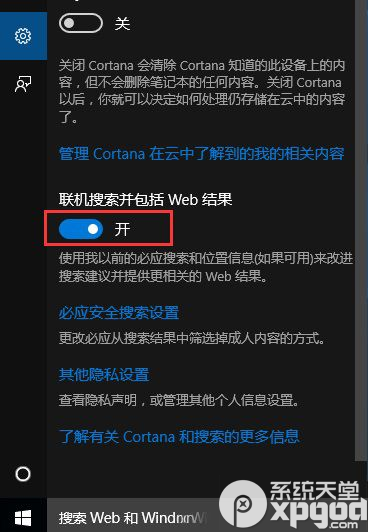 关
关闭 Cortana 会清除 Cortana 知道的此设备上的内
容，但不会删除笔记本的任何内容。关闭 Cortana
以后，你就可以决定如何处理仍存储在云中的内容
了。
管理 Cortana 在云中了解到的我的相关内容
联机搜索并包括 Web 结果
开
使用我以前的必应搜索和位置信息(如果可用)来改进
搜索建议并提供更相关的 Web 结果。
必应安全搜索设置
更改必应从搜索结果中筛选掉成人内容的方式。
其他隐私设置
查看隐私声明，或管理其他个人信息设置。
了解有关 Cortana 和搜索的更多信息
搜索 Web 和 Window
系统天堂
xpgod.com